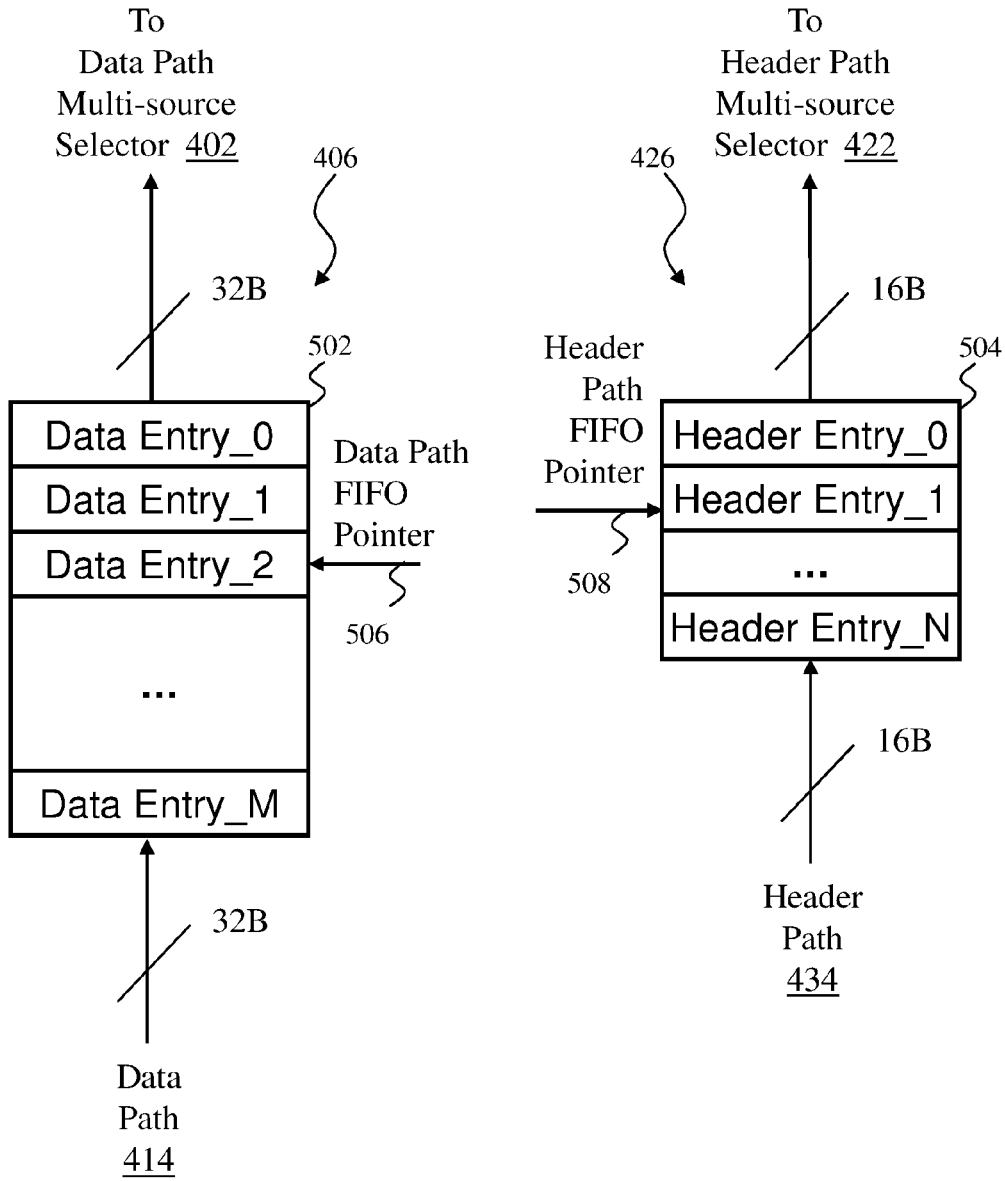 To
Data Path
Multi-source
Selector 402
406
32B
502
Data Entry_0
Data Entry_1
Data Entry_2
...
Data Entry_M
Data Path
FIFO
Pointer
506
32B
Data
Path
414
To
Header Path
Multi-source
Selector 422
426
16B
504
Header
Path
FIFO
Pointer
508
Header Entry_0
Header Entry_1
...
Header Entry_N
16B
Header
Path
434